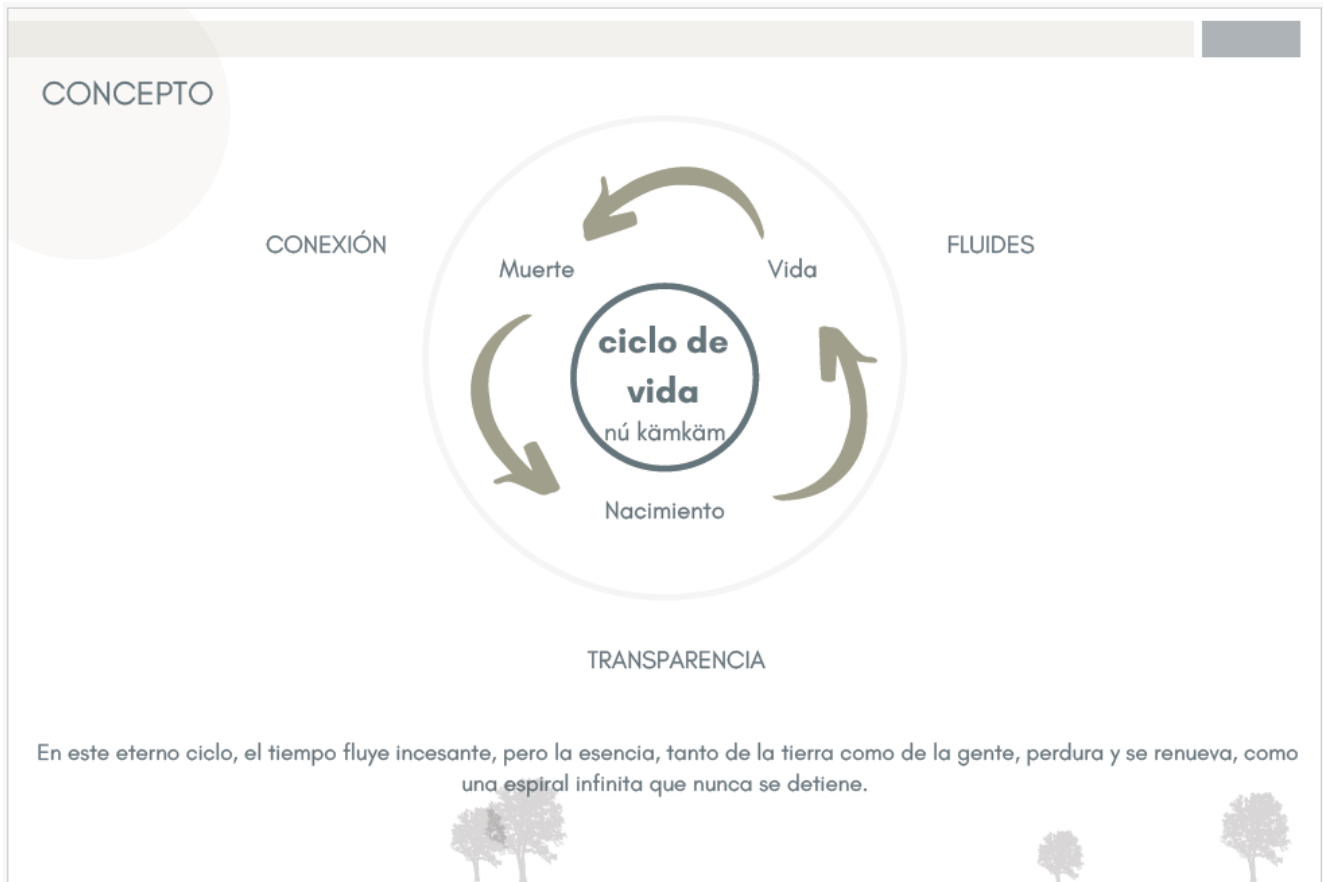 CONCEPTO
CONEXIÓN
FLUIDES
Muerte
Vida
ciclo de
vida
nú kämkäm
Nacimiento
TRANSPARENCIA
En este eterno ciclo, el tiempo fluye incesante, pero la esencia, tanto de la tierra como de la gente, perdura y se renueva, como
una espiral infinita que nunca se detiene.